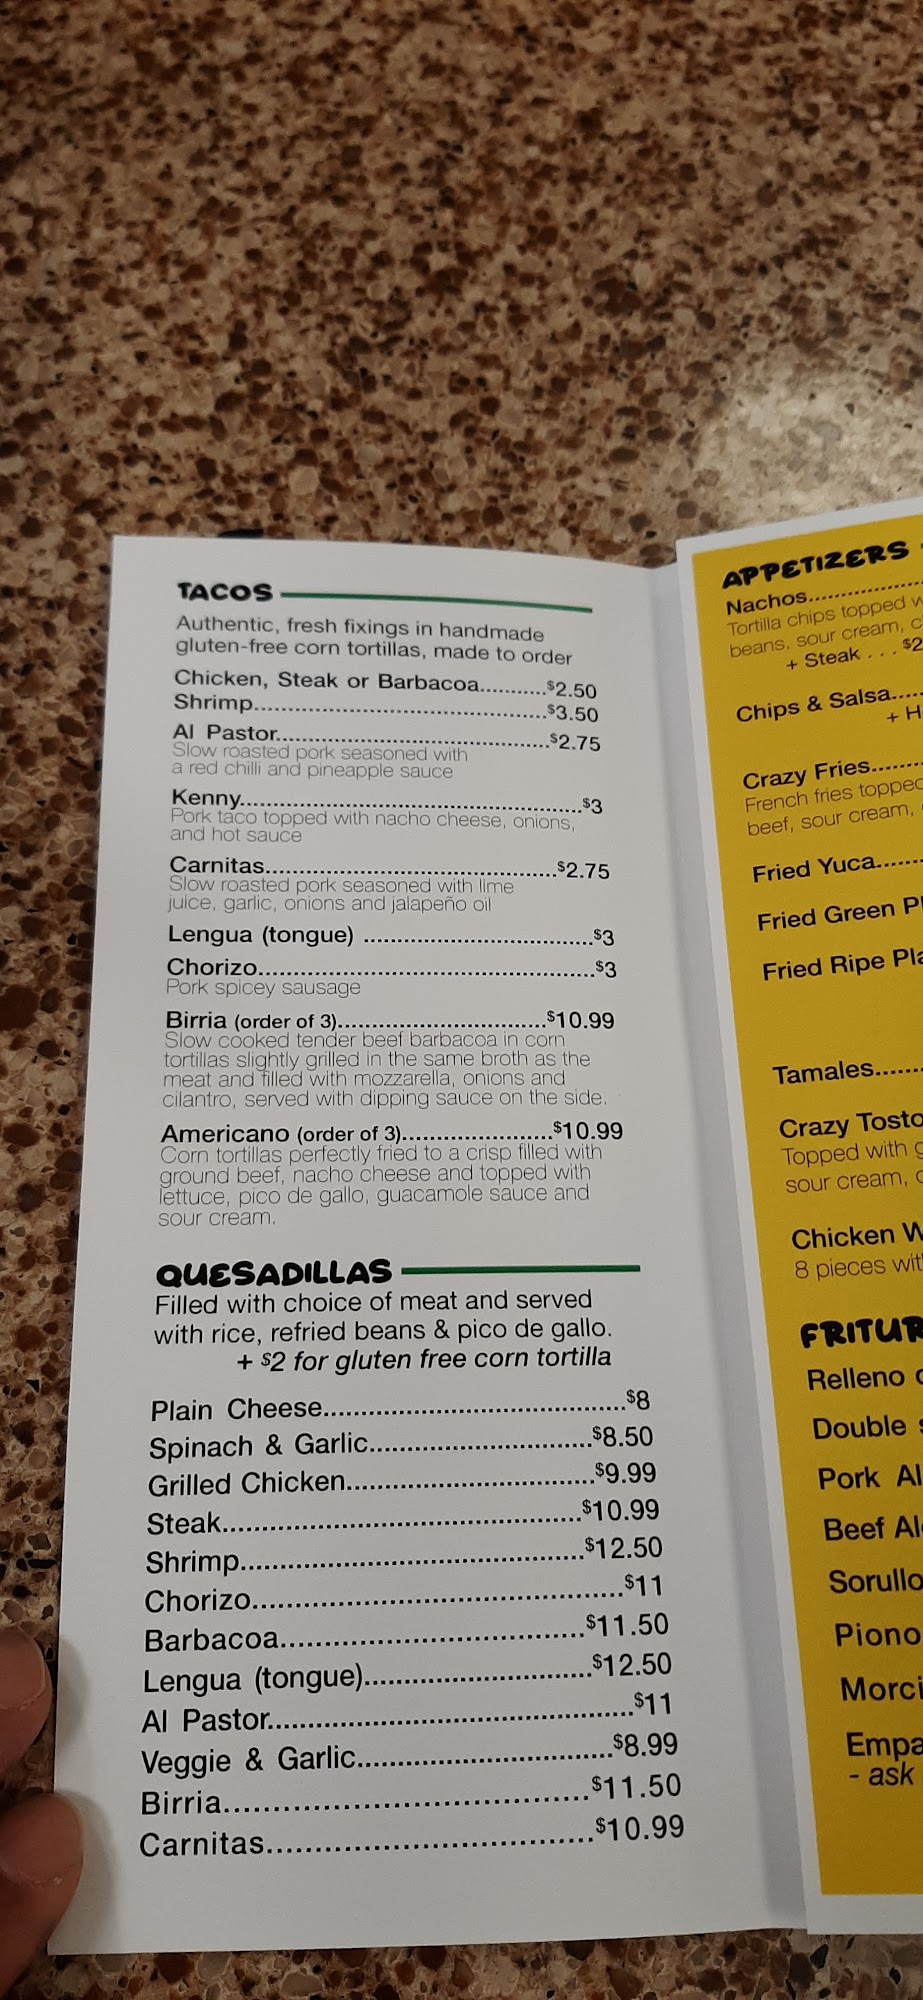 TACOS
Authentic, fresh fixings in handmade
gluten-free corn tortillas, made to order
Chicken, Steak or Barbacoa...........$2.50
Shrimp..................................................$3.50
Al Pastor...............................................$2.75
Slow roasted pork seasoned with
a red chilli and pineapple sauce
Kenny..........................................................$3
Pork taco topped with nacho cheese, onions,
and hot sauce
Carnitas..................................................$2.75
Slow roasted pork seasoned with lime
juice, garlic, onions and jalapeño oil
Lengua (tongue) .......................................$3
Chorizo.........................................................$3
Pork spicey sausage
Birria (order of 3)...................................$10.99
Slow cooked tender beef barbacoa in corn
tortillas slightly grilled in the same broth as the
meat and filled with mozzarella, onions and
cilantro, served with dipping sauce on the side.
Americano (order of 3).........................$10.99
Corn tortillas perfectly fried to a crisp filled with
ground beef, nacho cheese and topped with
lettuce, pico de gallo, guacamole sauce and
sour cream.
QUESADILLAS
Filled with choice of meat and served
with rice, refried beans & pico de gallo.
+ $2 for gluten free corn tortilla
Plain Cheese.......................................$8
Spinach & Garlic.............................$8.50
Grilled Chicken................................$9.99
Steak..............................................$10.99
Shrimp............................................$12.50
Chorizo................................................$11
Barbacoa.......................................$11.50
Lengua (tongue).............................$12.50
Al Pastor..............................................$11
Veggie & Garlic................................$8.99
Birria...............................................$11.50
Carnitas..........................................$10.99
APPETIZERS
Nachos................
Tortilla chips topped
beans, sour cream,
+ Steak . . . $2
Chips & Salsa.....
+
Crazy Fries........
French fries topped
beef, sour cream,
Fried Yuca.......
Fried Green
Fried Ripe
Tamales.......
Crazy
Topped with
sour cream,
Chicken
8 pieces
Relleno
Double
Pork
Beef
- ask